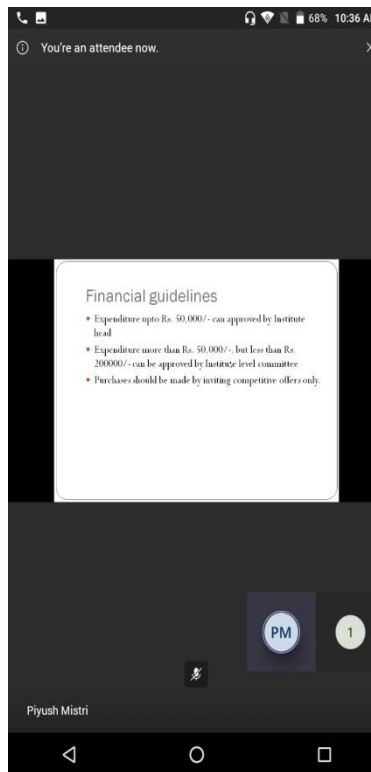 68% 10:36 A
You're an attendee now.
Financial guidelines
Expenditure upto Rs. 50,000/- can approved by Institute
head
Expenditure more than Rs. 50,000/-, but less than Rs.
200000/- can be approved by Institute level committee
Purchases should be made by inviting competitive offers only.
PM
1
Piyush Mistri